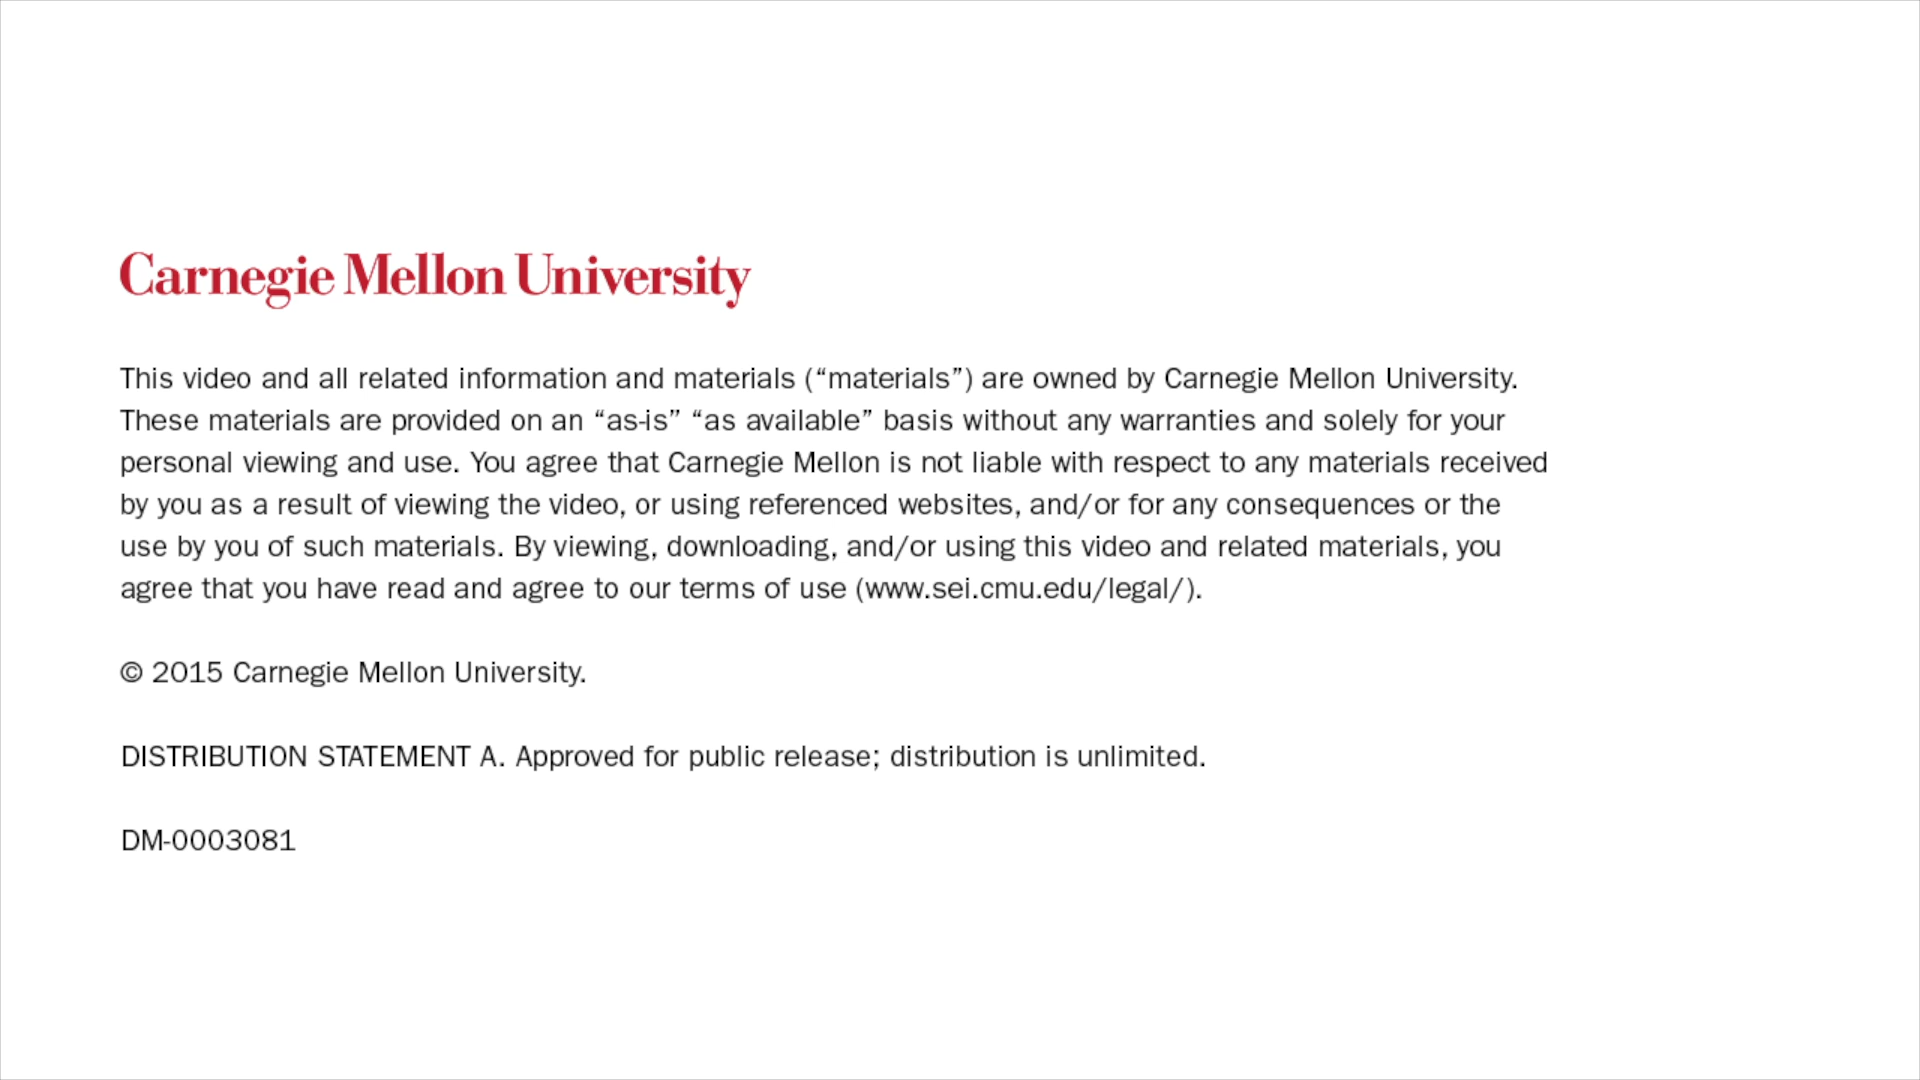 Carnegie Mellon University
This video and all related information and materials (“materials”) are owned by Carnegie Mellon University.
These materials are provided on an “as-is” “as available” basis without any warranties and solely for your
personal viewing and use. You agree that Carnegie Mellon is not liable with respect to any materials received
by you as a result of viewing the video, or using referenced websites, and/or for any consequences or the
use by you of such materials. By viewing, downloading, and/or using this video and related materials, you
agree that you have read and agree to our terms of use (www.sei.cmu.edu/legal/).
© 2015 Carnegie Mellon University.
DISTRIBUTION STATEMENT A. Approved for public release; distribution is unlimited.
DM-0003081